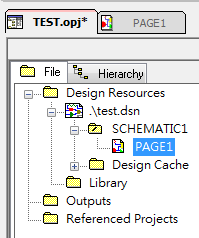 TEST.opj* PAGE1
File Hierarchy
Design Resources
.\test.dsn
SCHEMATIC1
PAGE1
Design Cache
Library
Outputs
Referenced Projects